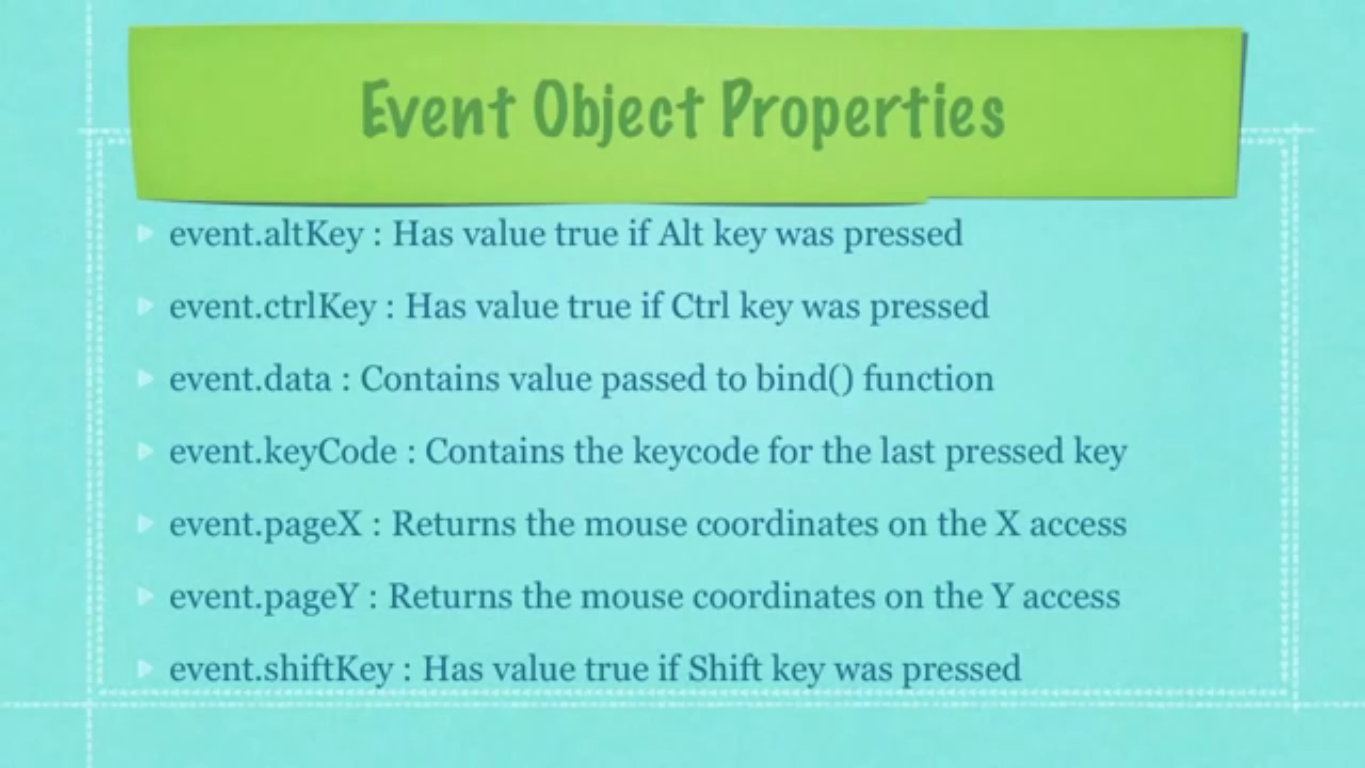 Event Object Properties
event.altKey : Has value true if Alt key was pressed
event.ctrlKey : Has value true if Ctrl key was pressed
event.data : Contains value passed to bind() function
event.keyCode : Contains the keycode for the last pressed key
event.pageX : Returns the mouse coordinates on the X access
event.pageY : Returns the mouse coordinates on the Y access
event.shiftKey : Has value true if Shift key was pressed